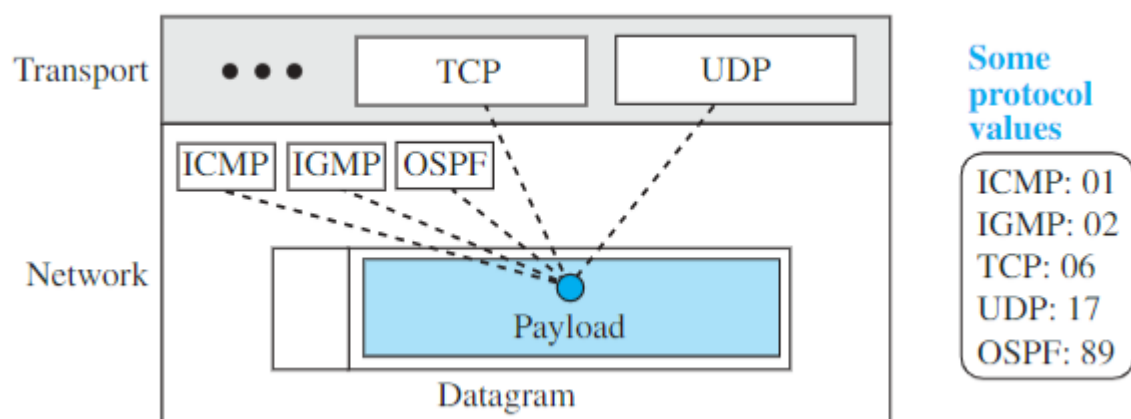 Transport
TCP
UDP
ICMP
IGMP
OSPF
Network
Payload
Datagram
Some
protocol
values
ICMP: 01
IGMP: 02
TCP: 06
UDP: 17
OSPF: 89